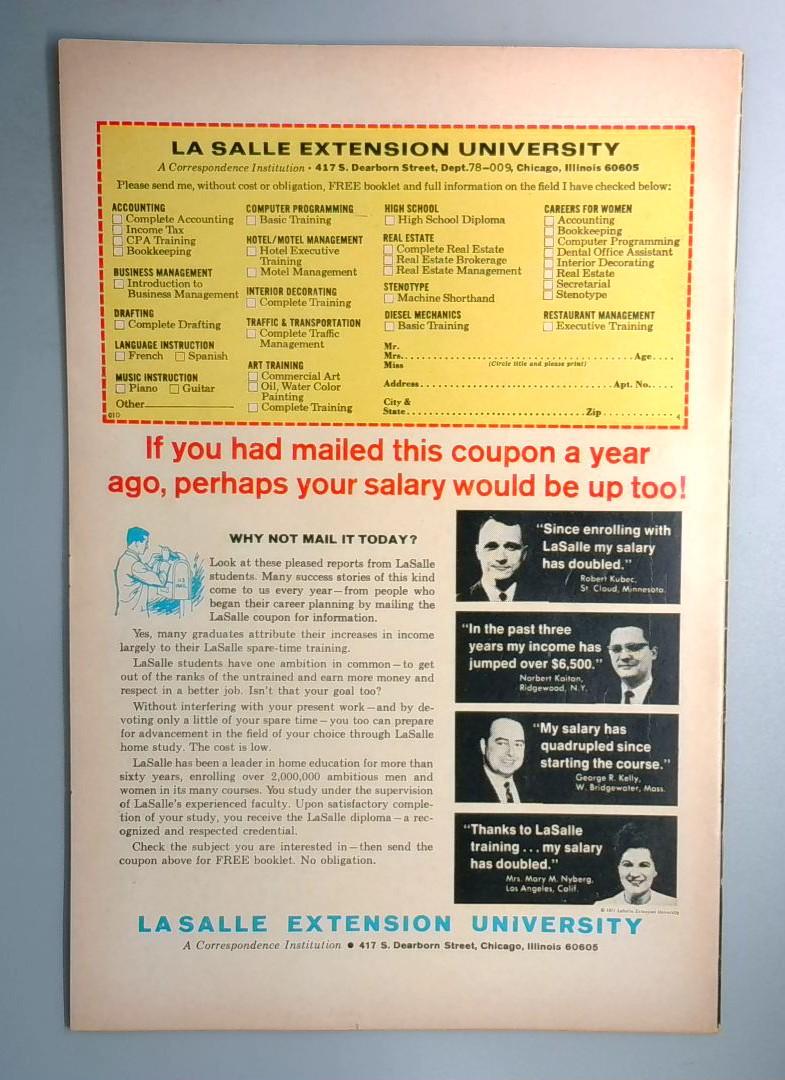 LA SALLE EXTENSION UNIVERSITY
A Correspondence Institution • 417 S. Dearborn Street, Dept.78-009, Chicago, Illinois 60605
Please send me, without cost or obligation, FREE booklet and full information on the field I have checked below:
ACCOUNTING
Complete Accounting
Income Tax
CPA Training
Bookkeeping
BUSINESS MANAGEMENT
Introduction to
Business Management
DRAFTING
Complete Drafting
LANGUAGE INSTRUCTION
French Spanish
MUSIC INSTRUCTION
Piano Guitar
Other
010
COMPUTER PROGRAMMING
Basic Training
HOTEL/MOTEL MANAGEMENT
Hotel Executive
Training
Motel Management
INTERIOR DECORATING
Complete Training
TRAFFIC & TRANSPORTATION
Complete Traffic
Management
ART TRAINING
Commercial Art
Oil, Water Color
Painting
Complete Training
HIGH SCHOOL
High School Diploma
REAL ESTATE
Complete Real Estate
Real Estate Brokerage
Real Estate Management
STENOTYPE
Machine Shorthand
DIESEL MECHANICS
Basic Training
CAREERS FOR WOMEN
Accounting
Bookkeeping
Computer Programming
Dental Office Assistant
Interior Decorating
Real Estate
Secretarial
Stenotype
RESTAURANT MANAGEMENT
Executive Training
Mr.
Mrs. Age
Miss (Circle title and please print)
Address Apt. No.
City &
State Zip
4
If you had mailed this coupon a year
ago, perhaps your salary would be up too!
WHY NOT MAIL IT TODAY?
U.S.
MAIL
Look at these pleased reports from LaSalle
students. Many success stories of this kind
come to us every year—from people who
began their career planning by mailing the
LaSalle coupon for information.
Yes, many graduates attribute their increases in income
largely to their LaSalle spare-time training.
LaSalle students have one ambition in common—to get
out of the ranks of the untrained and earn more money and
respect in a better job. Isn't that your goal too?
Without interfering with your present work—and by de-
voting only a little of your spare time—you too can prepare
for advancement in the field of your choice through LaSalle
home study. The cost is low.
LaSalle has been a leader in home education for more than
sixty years, enrolling over 2,000,000 ambitious men and
women in its many courses. You study under the supervision
of LaSalle's experienced faculty. Upon satisfactory comple-
tion of your study, you receive the LaSalle diploma—a rec-
ognized and respected credential.
Check the subject you are interested in—then send the
coupon above for FREE booklet. No obligation.
"Since enrolling with
LaSalle my salary
has doubled."
Robert Kubec,
St. Cloud, Minnesota.
"In the past three
years my income has
jumped over $6,500."
Norbert Kaitan,
Ridgewood, N.Y.
"My salary has
quadrupled since
starting the course."
George R. Kelly,
W. Bridgewater, Mass.
"Thanks to LaSalle
training...my salary
has doubled."
Mrs. Mary M. Nyberg,
Los Angeles, Calif.
© 1971 LaSalle Extension University
LASALLE EXTENSION UNIVERSITY
A Correspondence Institution • 417 S. Dearborn Street, Chicago, Illinois 60605